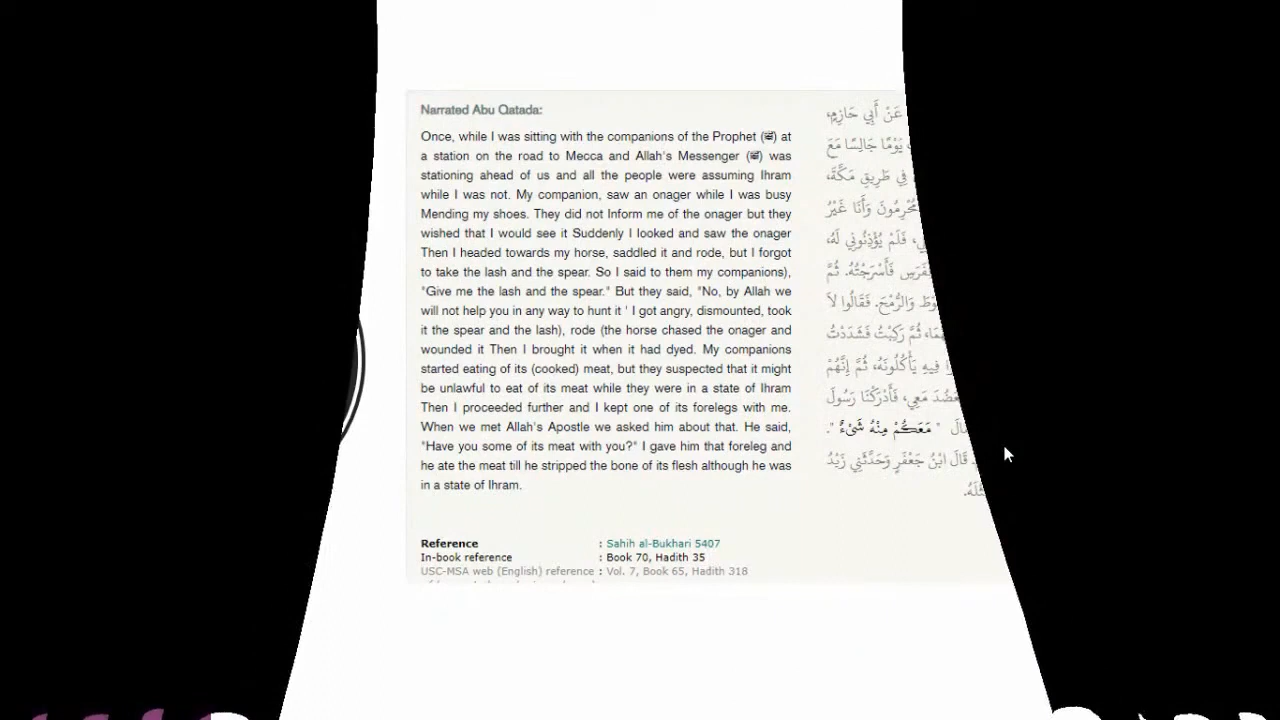 Narrated Abu Qatada:
Once, while I was sitting with the companions of the Prophet (ﷺ) at
a station on the road to Mecca and Allah's Messenger (ﷺ) was
stationing ahead of us and all the people were assuming Ihram
while I was not. My companion, saw an onager while I was busy
Mending my shoes. They did not Inform me of the onager but they
wished that I would see it Suddenly I looked and saw the onager
Then I headed towards my horse, saddled it and rode, but I forgot
to take the lash and the spear. So I said to them my companions),
"Give me the lash and the spear." But they said, "No, by Allah we
will not help you in any way to hunt it ' I got angry, dismounted, took
it the spear and the lash), rode (the horse chased the onager and
wounded it Then I brought it when it had dyed. My companions
started eating of its (cooked) meat, but they suspected that it might
be unlawful to eat of its meat while they were in a state of Ihram
Then I proceeded further and I kept one of its forelegs with me.
When we met Allah's Apostle we asked him about that. He said,
"Have you some of its meat with you?" I gave him that foreleg and
he ate the meat till he stripped the bone of its flesh although he was
in a state of Ihram.
عَنْ أَبِي حَازِمٍ،
يَوْمًا جَالِسًا مَعَ
فِي طَرِيقِ مَكَّةَ،
مُحْرِمُونَ وَأَنَا غَيْرُ
فَلَمْ يُؤْذِنُونِي لَهُ،
فَأَسْرَجْتُهُ. ثُمَّ
وَالرُّمْحَ. فَقَالُوا لاَ
ثُمَّ رَكِبْتُ فَشَدَدْتُ
فِيهِ يَأْكُلُونَهُ، ثُمَّ إِنَّهُمْ
مَعِي، فَأَدْرَكْنَا رَسُولَ
" مَعَكُمْ مِنْهُ شَىْءٌ ".
قَالَ ابْنُ جَعْفَرٍ وَحَدَّثَنِي زَيْدُ
Reference : Sahih al-Bukhari 5407
In-book reference : Book 70, Hadith 35
USC-MSA web (English) reference : Vol. 7, Book 65, Hadith 318